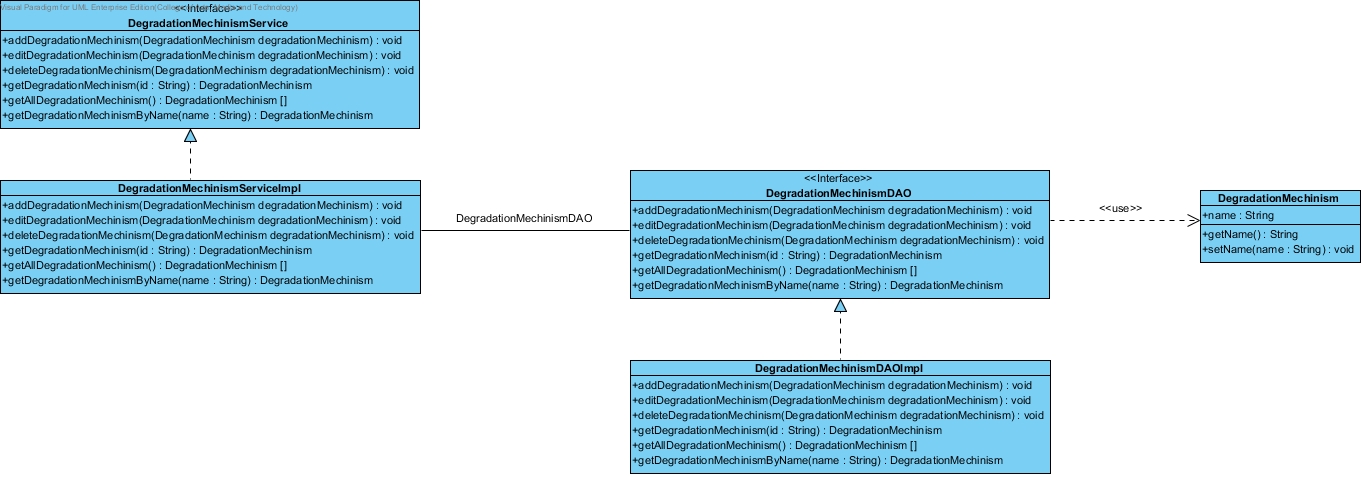 Visual Paradigm for UML Enterprise Edition(College of
and Technology)
<<Interface>>
DegradationMechinismService
+addDegradationMechinism(DegradationMechinism degradationMechinism) : void
+editDegradationMechinism(DegradationMechinism degradationMechinism) : void
+deleteDegradationMechinism(DegradationMechinism degradationMechinism) : void
+getDegradationMechinism(id : String) : DegradationMechinism
+getAllDegradationMechinism() : DegradationMechinism []
+getDegradationMechinismByName(name : String) : DegradationMechinism
DegradationMechinismServiceImpl
+addDegradationMechinism(DegradationMechinism degradationMechinism) : void
+editDegradationMechinism(DegradationMechinism degradationMechinism) : void
+deleteDegradationMechinism(DegradationMechinism degradationMechinism) : void
+getDegradationMechinism(id : String) : DegradationMechinism
+getAllDegradationMechinism() : DegradationMechinism []
+getDegradationMechinismByName(name : String) : DegradationMechinism
DegradationMechinismDAO
<<Interface>>
DegradationMechinismDAO
+addDegradationMechinism(DegradationMechinism degradationMechinism) : void
+editDegradationMechinism(DegradationMechinism degradationMechinism) : void
+deleteDegradationMechinism(DegradationMechinism degradationMechinism) : void
+getDegradationMechinism(id : String) : DegradationMechinism
+getAllDegradationMechinism() : DegradationMechinism []
+getDegradationMechinismByName(name : String) : DegradationMechinism
<<use>>
DegradationMechinism
+name : String
+getName() : String
+setName(name : String) : void
DegradationMechinismDAOImpl
+addDegradationMechinism(DegradationMechinism degradationMechinism) : void
+editDegradationMechinism(DegradationMechinism degradationMechinism) : void
+deleteDegradationMechinism(DegradationMechinism degradationMechinism) : void
+getDegradationMechinism(id : String) : DegradationMechinism
+getAllDegradationMechinism() : DegradationMechinism []
+getDegradationMechinismByName(name : String) : DegradationMechinism